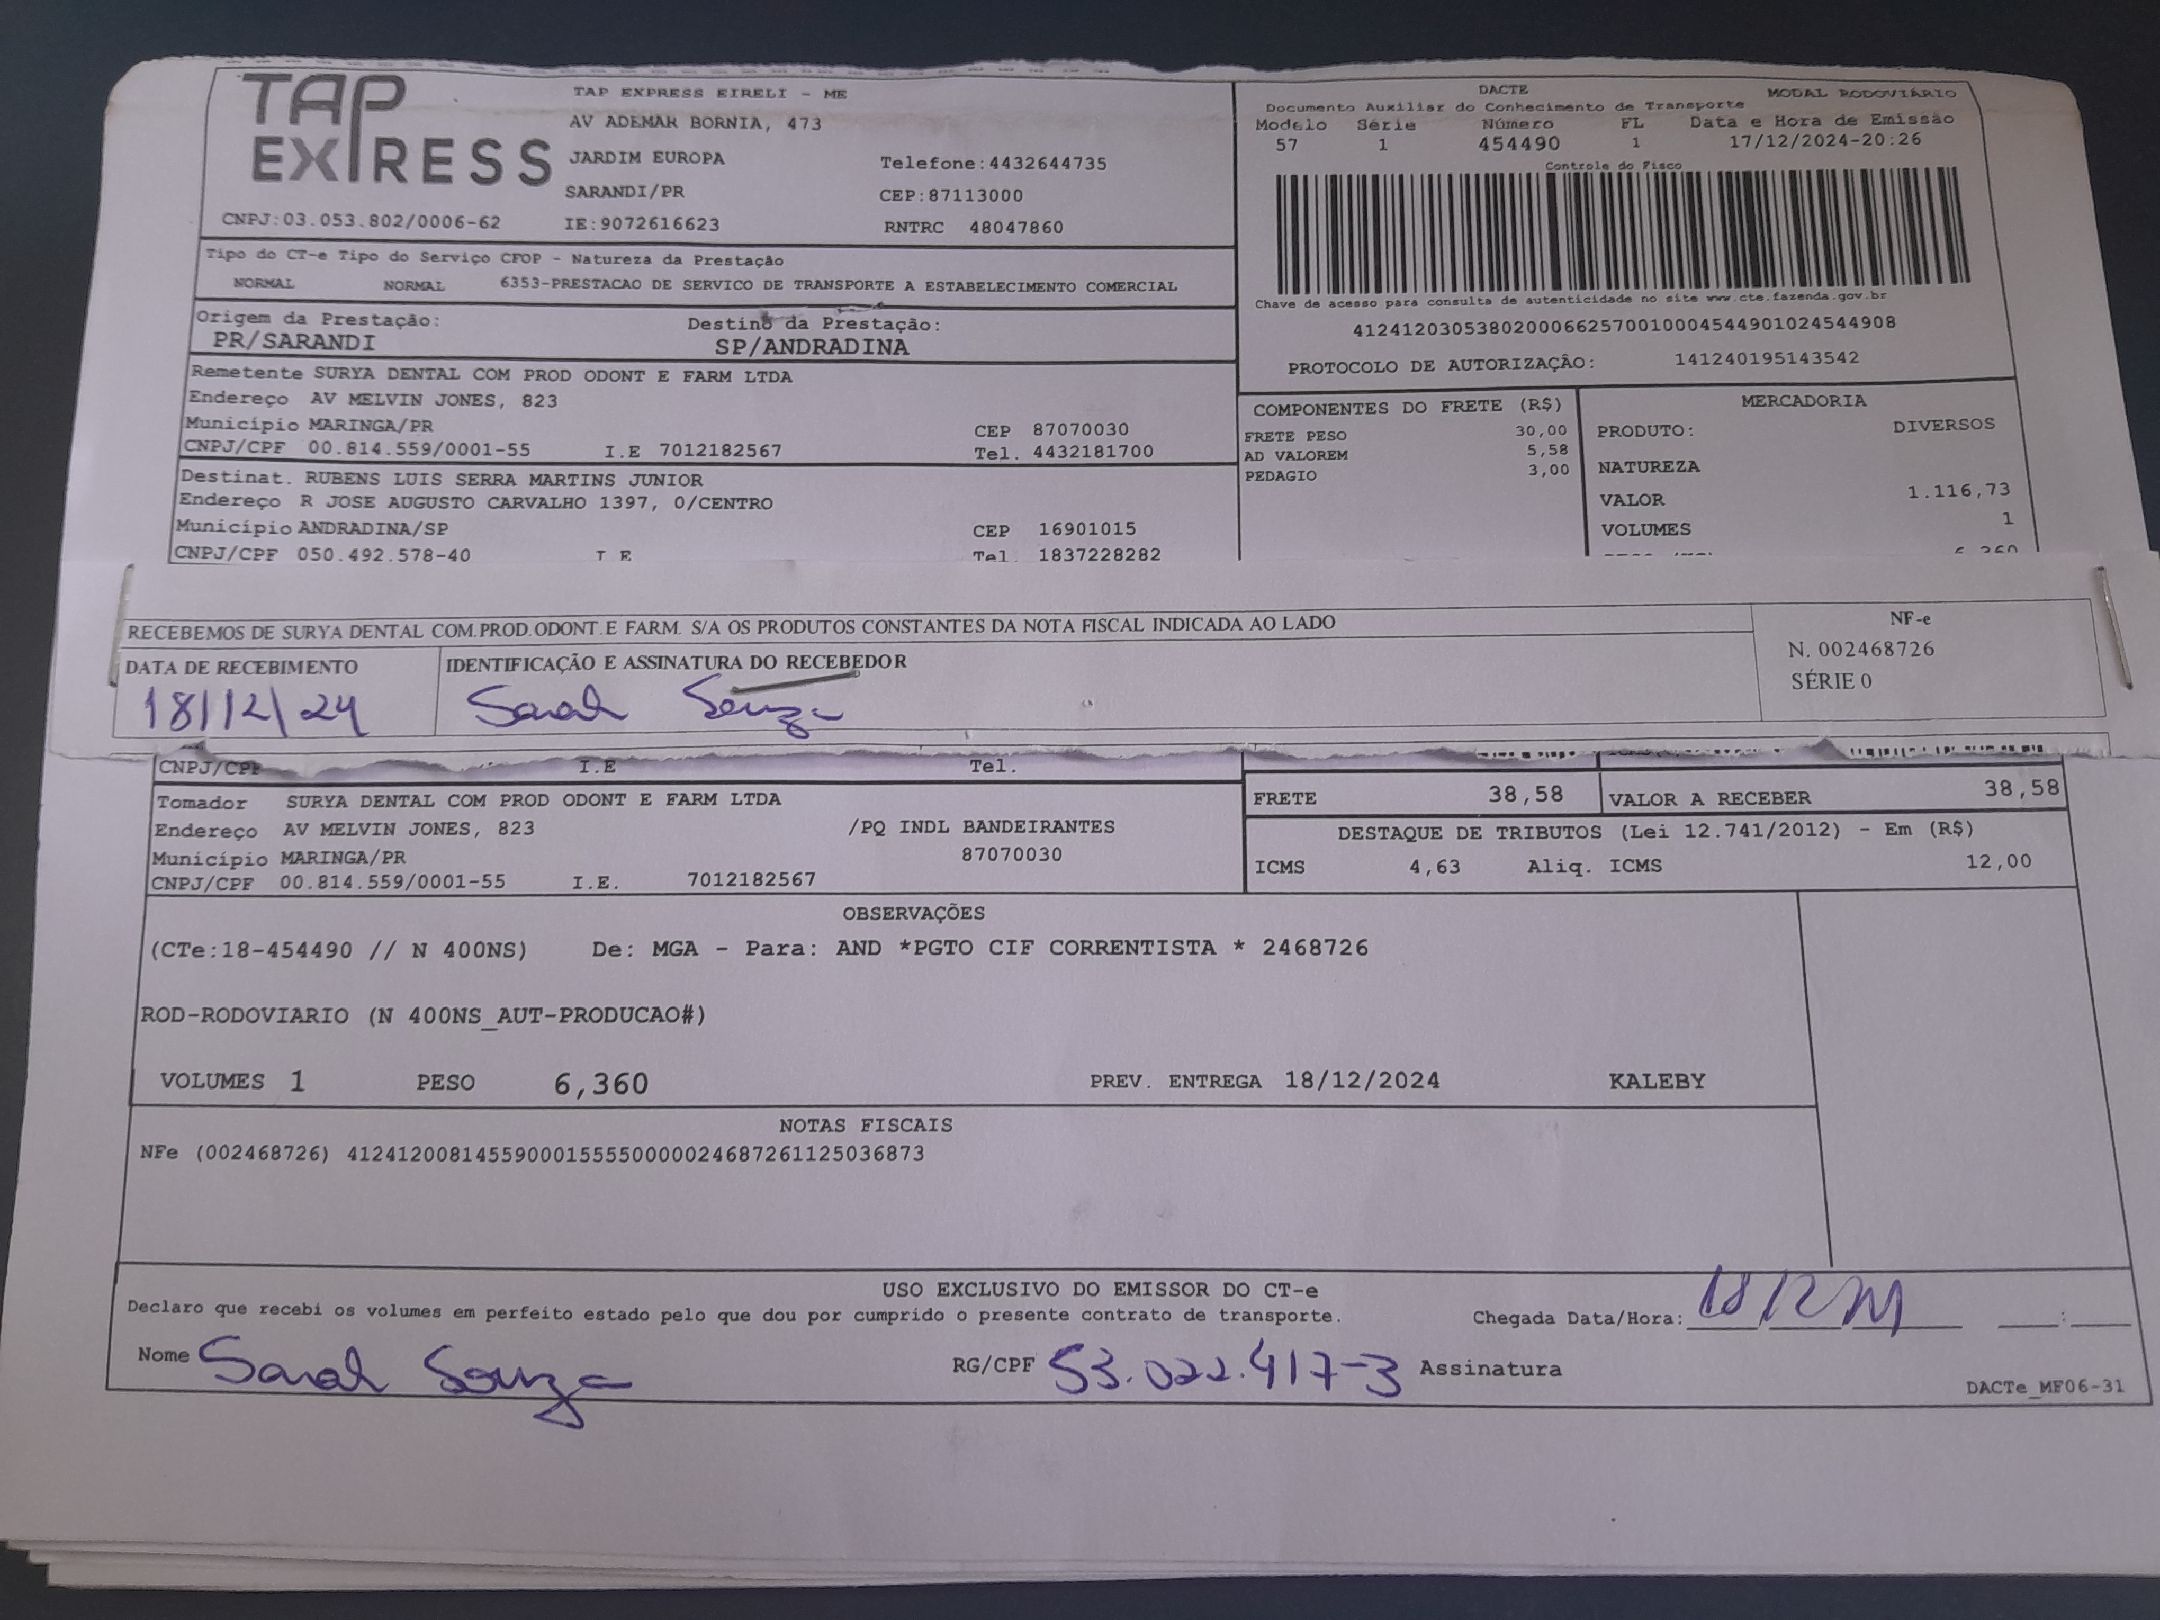 TAP EXPRESS
TAP EXPRESS EIRELI - ME
AV ADEMAR BORNIA, 473
JARDIM EUROPA Telefone:4432644735
SARANDI/PR CEP:87113000
CNPJ:03.053.802/0006-62 IE:9072616623 RNTRC 48047860
DACTE MODAL RODOVIÁRIO
Documento Auxiliar do Conhecimento de Transporte
Modelo Série Número FL Data e Hora de Emissão
57 1 454490 1 17/12/2024-20:26
Controle do Fisco
Chave de acesso para consulta de autenticidade no site www.cte.fazenda.gov.br
41241203053802000662570010004544901024544908
PROTOCOLO DE AUTORIZAÇÃO: 141240195143542
Tipo do CT-e Tipo do Serviço CFOP - Natureza da Prestação
NORMAL NORMAL 6353-PRESTACAO DE SERVICO DE TRANSPORTE A ESTABELECIMENTO COMERCIAL
Origem da Prestação: Destino da Prestação:
PR/SARANDI SP/ANDRADINA
Remetente SURYA DENTAL COM PROD ODONT E FARM LTDA
Endereço AV MELVIN JONES, 823
Município MARINGA/PR CEP 87070030
CNPJ/CPF 00.814.559/0001-55 I.E 7012182567 Tel. 4432181700
Destinat. RUBENS LUIS SERRA MARTINS JUNIOR
Endereço R JOSE AUGUSTO CARVALHO 1397, 0/CENTRO
Município ANDRADINA/SP CEP 16901015
CNPJ/CPF 050.492.578-40 I E Tel. 1837228282
COMPONENTES DO FRETE (R$)
FRETE PESO 30,00
AD VALOREM 5,58
PEDAGIO 3,00
MERCADORIA
PRODUTO: DIVERSOS
NATUREZA
VALOR 1.116,73
VOLUMES 1
6,360
RECEBEMOS DE SURYA DENTAL COM.PROD.ODONT.E FARM. S/A OS PRODUTOS CONSTANTES DA NOTA FISCAL INDICADA AO LADO
DATA DE RECEBIMENTO IDENTIFICAÇÃO E ASSINATURA DO RECEBEDOR
18/12/24 Sarah Souza
NF-e
N. 002468726
SÉRIE 0
CNPJ/CPF I.E Tel.
Tomador SURYA DENTAL COM PROD ODONT E FARM LTDA
Endereço AV MELVIN JONES, 823 /PQ INDL BANDEIRANTES
Município MARINGA/PR 87070030
CNPJ/CPF 00.814.559/0001-55 I.E. 7012182567
FRETE 38,58 VALOR A RECEBER 38,58
DESTAQUE DE TRIBUTOS (Lei 12.741/2012) - Em (R$)
ICMS 4,63 Aliq. ICMS 12,00
OBSERVAÇÕES
(CTe:18-454490 // N 400NS) De: MGA - Para: AND *PGTO CIF CORRENTISTA * 2468726
ROD-RODOVIARIO (N 400NS_AUT-PRODUCAO#)
VOLUMES 1 PESO 6,360 PREV. ENTREGA 18/12/2024 KALEBY
NOTAS FISCAIS
NFe (002468726) 41241200814559000155550000024687261125036873
USO EXCLUSIVO DO EMISSOR DO CT-e
Declaro que recebi os volumes em perfeito estado pelo que dou por cumprido o presente contrato de transporte. Chegada Data/Hora: 18 12
Nome Sarah Souza RG/CPF 53.022.417-3 Assinatura
DACTe_MF06-31